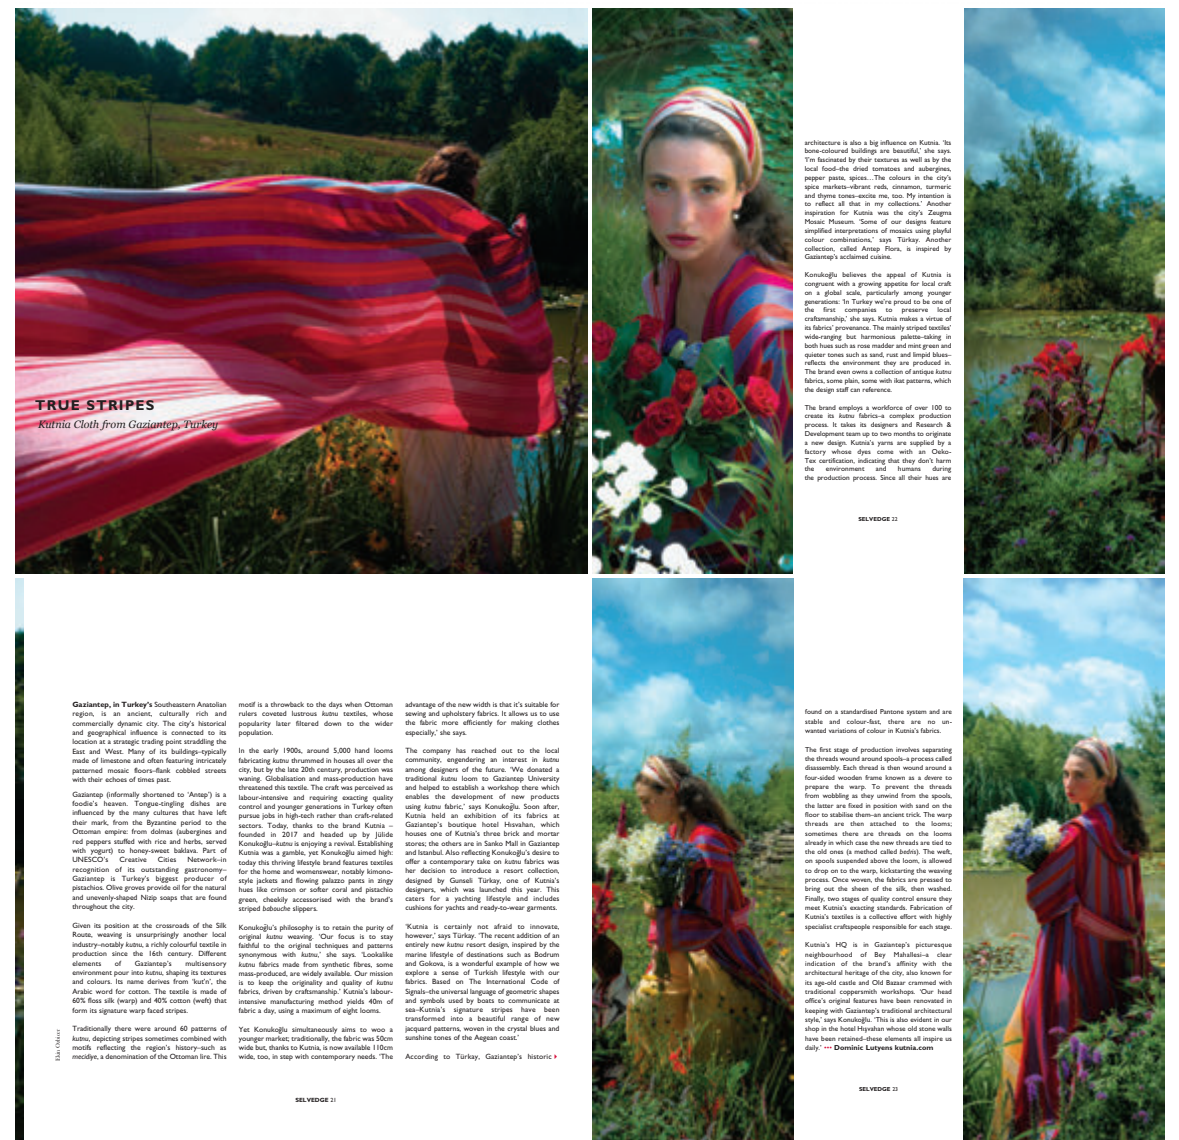 TRUE STRIPES
Kutnia Cloth from Gaziantep, Turkey
Gaziantep, in Turkey's Southeastern Anatolian
region, is an ancient, culturally rich and
commercially dynamic city. The city's historical
and geographical influence is connected to its
location at a strategic trading point straddling the
East and West. Many of its buildings–typically
made of limestone and often featuring intricately
patterned mosaic floors–flank cobbled streets
with their echoes of times past.
Gaziantep (informally shortened to 'Antep') is a
foodie's heaven. Tongue-tingling dishes are
influenced by the many cultures that have left
their mark, from the Byzantine period to the
Ottoman empire: from dolmas (aubergines and
red peppers stuffed with rice and herbs, served
with yogurt) to honey-sweet baklava. Part of
UNESCO's Creative Cities Network–in
recognition of its outstanding gastronomy–
Gaziantep is Turkey's biggest producer of
pistachios. Olive groves provide oil for the natural
and unevenly-shaped Nizip soaps that are found
throughout the city.
Given its position at the crossroads of the Silk
Route, weaving is unsurprisingly another local
industry–notably kutnu, a richly colourful textile in
production since the 16th century. Different
elements of Gaziantep's multisensory
environment pour into kutnu, shaping its textures
and colours. Its name derives from 'kut'n', the
Arabic word for cotton. The textile is made of
60% floss silk (warp) and 40% cotton (weft) that
form its signature warp faced stripes.
Traditionally there were around 60 patterns of
kutnu, depicting stripes sometimes combined with
motifs reflecting the region's history–such as
mecidiye, a denomination of the Ottoman lire. This
motif is a throwback to the days when Ottoman
rulers coveted lustrous kutnu textiles, whose
popularity later filtered down to the wider
population.
In the early 1900s, around 5,000 hand looms
fabricating kutnu thrummed in houses all over the
city, but by the late 20th century, production was
waning. Globalisation and mass-production have
threatened this textile. The craft was perceived as
labour-intensive and requiring exacting quality
control and younger generations in Turkey often
pursue jobs in high-tech rather than craft-related
sectors. Today, thanks to the brand Kutnia –
founded in 2017 and headed up by Jülide
Konukoğlu–kutnu is enjoying a revival. Establishing
Kutnia was a gamble, yet Konukoğlu aimed high:
today this thriving lifestyle brand features textiles
for the home and womenswear, notably kimono-
style jackets and flowing palazzo pants in zingy
hues like crimson or softer coral and pistachio
green, cheekily accessorised with the brand's
striped babouche slippers.
Konukoğlu's philosophy is to retain the purity of
original kutnu weaving. 'Our focus is to stay
faithful to the original techniques and patterns
synonymous with kutnu,' she says. 'Lookalike
kutnu fabrics made from synthetic fibres, some
mass-produced, are widely available. Our mission
is to keep the originality and quality of kutnu
fabrics, driven by craftsmanship.' Kutnia's labour-
intensive manufacturing method yields 40m of
fabric a day, using a maximum of eight looms.
Yet Konukoğlu simultaneously aims to woo a
younger market; traditionally, the fabric was 50cm
wide but, thanks to Kutnia, is now available 110cm
wide, too, in step with contemporary needs. 'The
advantage of the new width is that it's suitable for
sewing and upholstery fabrics. It allows us to use
the fabric more efficiently for making clothes
especially,' she says.
The company has reached out to the local
community, engendering an interest in kutnu
among designers of the future. 'We donated a
traditional kutnu loom to Gaziantep University
and helped to establish a workshop there which
enables the development of new products
using kutnu fabric,' says Konukoğlu. Soon after,
Kutnia held an exhibition of its fabrics at
Gaziantep's boutique hotel Hışvahan, which
houses one of Kutnia's three brick and mortar
stores; the others are in Sanko Mall in Gaziantep
and Istanbul. Also reflecting Konukoğlu's desire to
offer a contemporary take on kutnu fabrics was
her decision to introduce a resort collection,
designed by Gunseli Türkay, one of Kutnia's
designers, which was launched this year. This
caters for a yachting lifestyle and includes
cushions for yachts and ready-to-wear garments.
'Kutnia is certainly not afraid to innovate,
however,' says Türkay. 'The recent addition of an
entirely new kutnu resort design, inspired by the
marine lifestyle of destinations such as Bodrum
and Gokova, is a wonderful example of how we
explore a sense of Turkish lifestyle with our
fabrics. Based on The International Code of
Signals–the universal language of geometric shapes
and symbols used by boats to communicate at
sea–Kutnia's signature stripes have been
transformed into a beautiful range of new
jacquard patterns, woven in the crystal blues and
sunshine tones of the Aegean coast.'
According to Türkay, Gaziantep's historic
SELVEDGE 21
architecture is also a big influence on Kutnia. 'Its
bone-coloured buildings are beautiful,' she says.
'I'm fascinated by their textures as well as by the
local food–the dried tomatoes and aubergines,
pepper paste, spices…The colours in the city's
spice markets–vibrant reds, cinnamon, turmeric
and thyme tones–excite me, too. My intention is
to reflect all that in my collections.' Another
inspiration for Kutnia was the city's Zeugma
Mosaic Museum. 'Some of our designs feature
simplified interpretations of mosaics using playful
colour combinations,' says Türkay. Another
collection, called Antep Flora, is inspired by
Gaziantep's acclaimed cuisine.
Konukoğlu believes the appeal of Kutnia is
congruent with a growing appetite for local craft
on a global scale, particularly among younger
generations: 'In Turkey we're proud to be one of
the first companies to preserve local
craftsmanship,' she says. Kutnia makes a virtue of
its fabrics' provenance. The mainly striped textiles'
wide-ranging but harmonious palette–taking in
both hues such as rose madder and mint green and
quieter tones such as sand, rust and limpid blues–
reflects the environment they are produced in.
The brand even owns a collection of antique kutnu
fabrics, some plain, some with ikat patterns, which
the design staff can reference.
The brand employs a workforce of over 100 to
create its kutnu fabrics–a complex production
process. It takes its designers and Research &
Development team up to two months to originate
a new design. Kutnia's yarns are supplied by a
factory whose dyes come with an Oeko-
Tex certification, indicating that they don't harm
the environment and humans during
the production process. Since all their hues are
SELVEDGE 22
found on a standardised Pantone system and are
stable and colour-fast, there are no un-
wanted variations of colour in Kutnia's fabrics.
The first stage of production involves separating
the threads wound around spools–a process called
disassembly. Each thread is then wound around a
four-sided wooden frame known as a devere to
prepare the warp. To prevent the threads
from wobbling as they unwind from the spools,
the latter are fixed in position with sand on the
floor to stabilise them–an ancient trick. The warp
threads are then attached to the looms;
sometimes there are threads on the looms
already in which case the new threads are tied to
the old ones (a method called bednis). The weft,
on spools suspended above the loom, is allowed
to drop on to the warp, kickstarting the weaving
process. Once woven, the fabrics are pressed to
bring out the sheen of the silk, then washed.
Finally, two stages of quality control ensure they
meet Kutnia's exacting standards. Fabrication of
Kutnia's textiles is a collective effort with highly
specialist craftspeople responsible for each stage.
Kutnia's HQ is in Gaziantep's picturesque
neighbourhood of Bey Mahallesi–a clear
indication of the brand's affinity with the
architectural heritage of the city, also known for
its age-old castle and Old Bazaar crammed with
traditional coppersmith workshops. 'Our head
office's original features have been renovated in
keeping with Gaziantep's traditional architectural
style,' says Konukoğlu. 'This is also evident in our
shop in the hotel Hışvahan whose old stone walls
have been retained–these elements all inspire us
daily.' ••• Dominic Lutyens kutnia.com
SELVEDGE 23